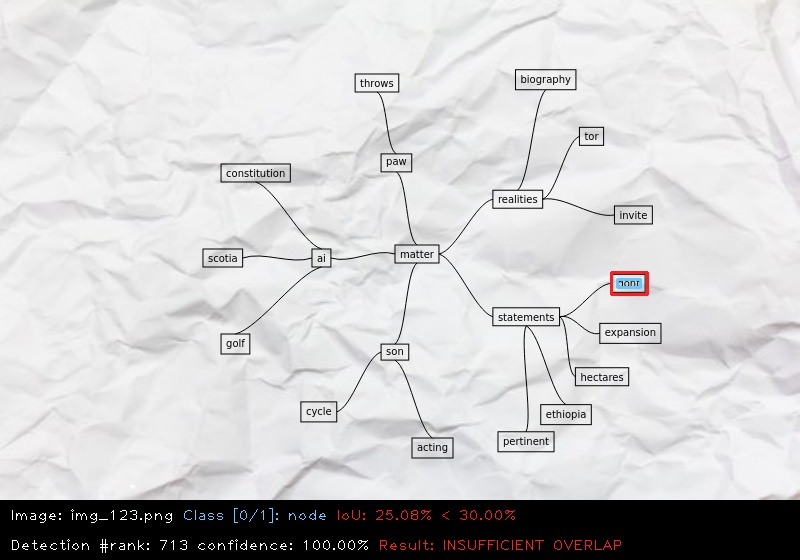 throws
biography
tor
paw
constitution
realities
invite
matter
scotia
ai
statements
expansion
golf
son
hectares
cycle
ethiopia
pertinent
acting
Image: img_123.png Class [0/1]: node IoU: 25.08% < 30.00%
Detection #rank: 713 confidence: 100.00% Result: INSUFFICIENT OVERLAP